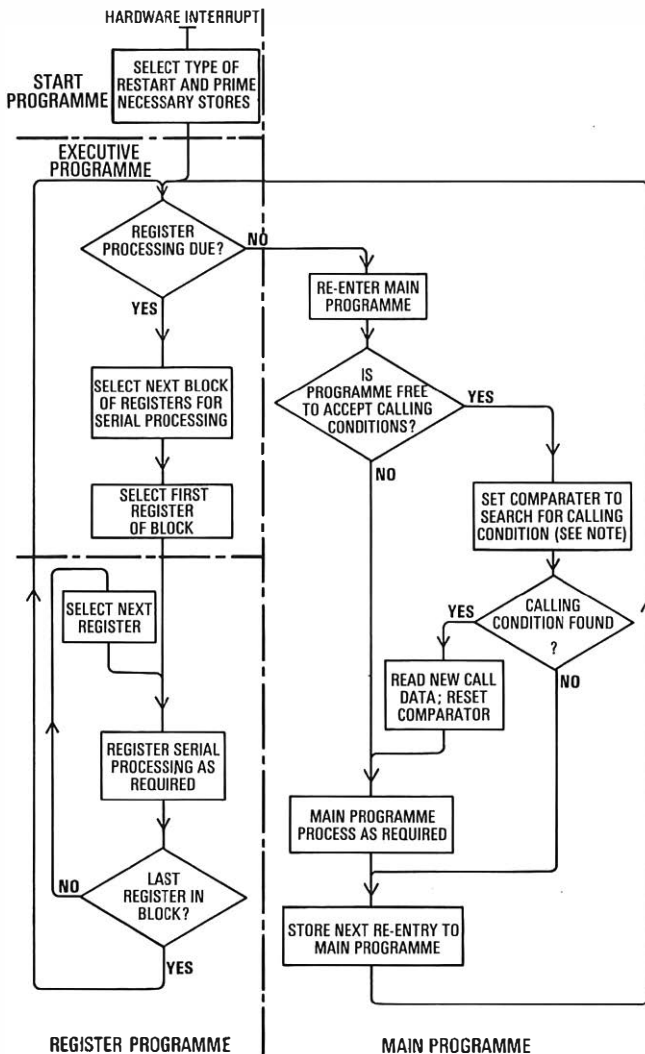 HARDWARE INTERRUPT
SELECT TYPE OF
RESTART AND PRIME
NECESSARY STORES
START
PROGRAMME
EXECUTIVE
PROGRAMME
REGISTER
PROCESSING DUE?
NO
YES
RE-ENTER MAIN
PROGRAMME
SELECT NEXT BLOCK
OF REGISTERS FOR
SERIAL PROCESSING
IS
PROGRAMME FREE
TO ACCEPT CALLING
CONDITIONS?
YES
NO
SELECT FIRST
REGISTER
OF BLOCK
SET COMPARATER TO
SEARCH FOR CALLING
CONDITION (SEE NOTE)
SELECT NEXT
REGISTER
YES
CALLING
CONDITION FOUND
?
NO
READ NEW CALL
DATA; RESET
COMPARATOR
REGISTER SERIAL
PROCESSING AS
REQUIRED
MAIN PROGRAMME
PROCESS AS REQUIRED
NO
LAST
REGISTER IN
BLOCK?
YES
STORE NEXT RE-ENTRY TO
MAIN PROGRAMME
REGISTER PROGRAMME
MAIN PROGRAMME